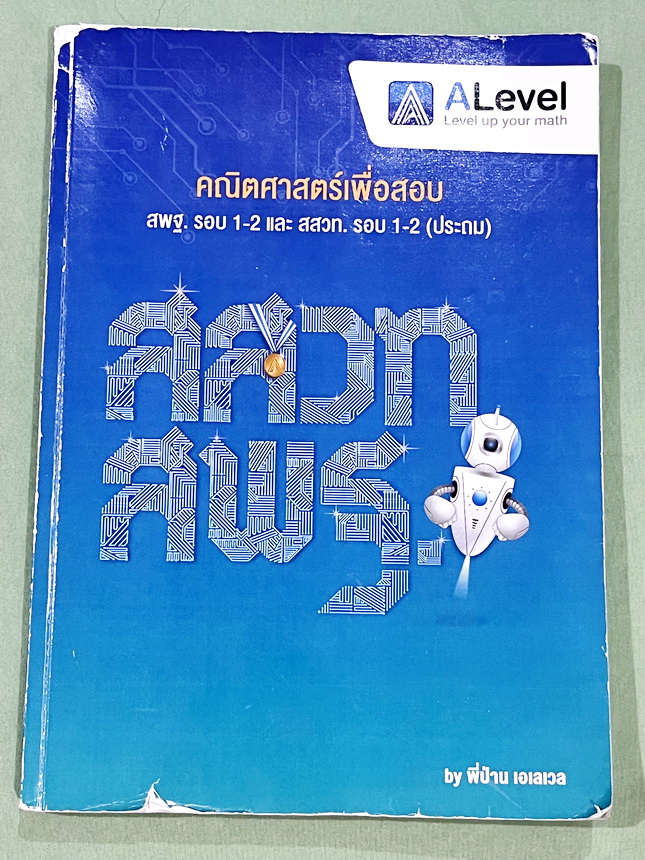 ALevel
Level up your math
คณิตศาสตร์เพื่อสอบ
สพฐ. รอบ 1-2 และ สสวท. รอบ 1-2 (ประถม)
สสวท
สพฐ.
by พี่ป่าน เอเลเวล